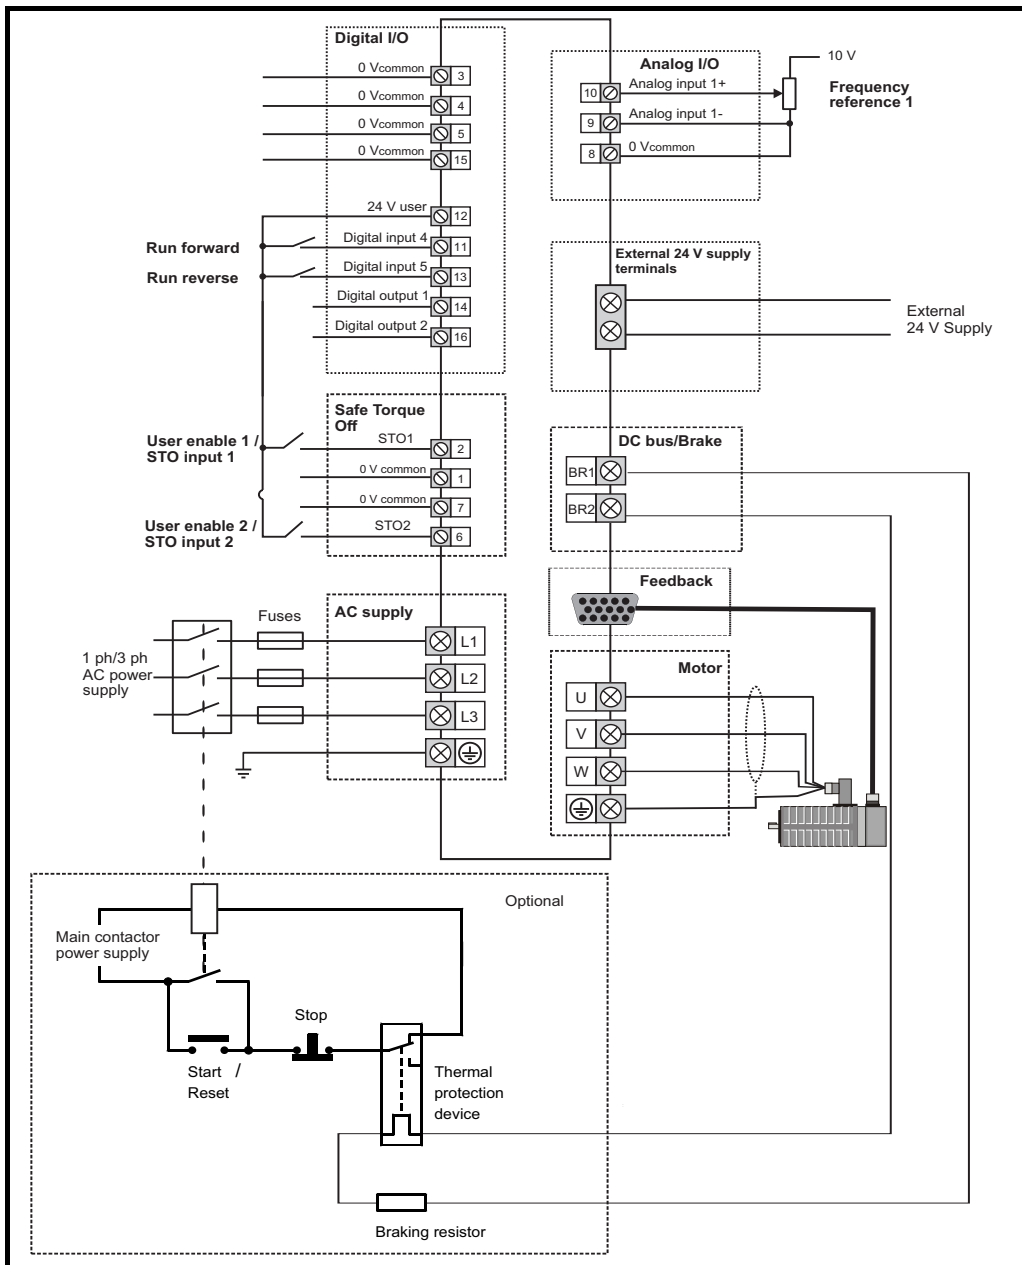 Digital I/O
0 Vcommon 3
0 Vcommon 4
0 Vcommon 5
0 Vcommon 15
24 V user 12
Run forward
Digital input 4 11
Run reverse
Digital input 5 13
Digital output 1 14
Digital output 2 16
Safe Torque
Off
User enable 1 /
STO input 1
STO1 2
0 V common 1
0 V common 7
User enable 2 /
STO input 2
STO2 6
AC supply
Fuses
1 ph/3 ph
AC power
supply
L1
L2
L3
Analog I/O
10 V
10 Analog input 1+
Frequency
reference 1
9 Analog input 1-
8 0 Vcommon
External 24 V supply
terminals
External
24 V Supply
DC bus/Brake
BR1
BR2
Feedback
Motor
U
V
W
Optional
Main contactor
power supply
Stop
Start /
Reset
Thermal
protection
device
Braking resistor